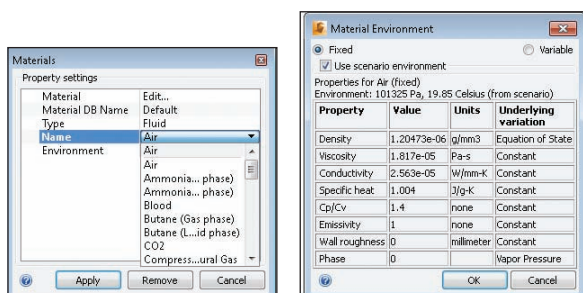 Materials
Property settings
Material Edit...
Material DB Name Default
Type Fluid
Name Air
Environment Air
Air
Ammonia... phase)
Ammonia... phase)
Blood
Butane (Gas phase)
Butane (L...id phase)
CO2
Compress...ural Gas
Apply Remove Cancel
Material Environment
Fixed Variable
Use scenario environment
Properties for Air (fixed)
Environment: 101325 Pa, 19.85 Celsius (from scenario)
Property Value Units Underlying variation
Density 1.20473e-06 g/mm3 Equation of State
Viscosity 1.817e-05 Pa-s Constant
Conductivity 2.563e-05 W/mm-K Constant
Specific heat 1.004 J/g-K Constant
Cp/Cv 1.4 none Constant
Emissivity 1 none Constant
Wall roughness 0 millimeter Constant
Phase 0 Vapor Pressure
OK Cancel